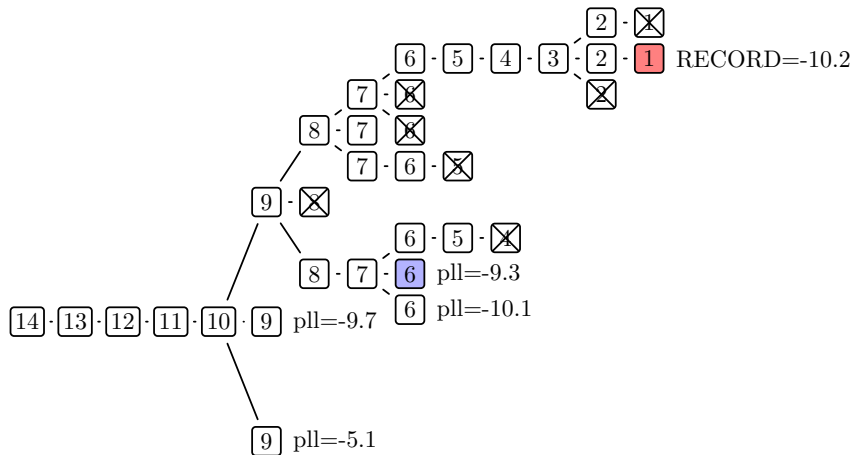 2 1
6 5 4 3 2 1 RECORD=-10.2
7 6 2
8 7 6
7 6 5
9 8
6 5 4
8 7 6 pll=-9.3
6 pll=-10.1
14 13 12 11 10 9 pll=-9.7
9 pll=-5.1